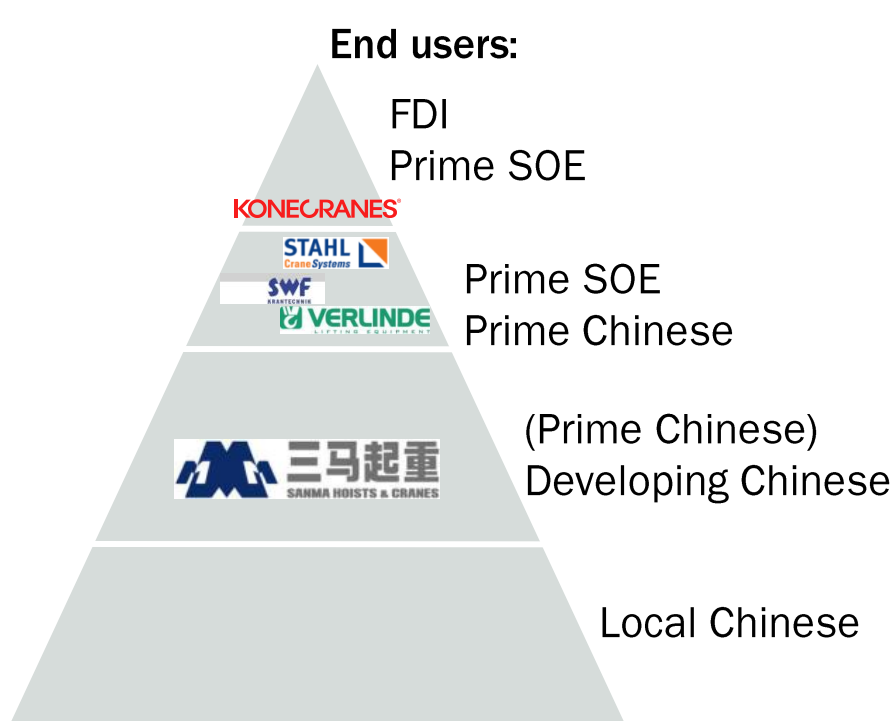 End users:
FDI
Prime SOE
KONECRANES®
STAHL
CraneSystems
SWF
KRANTECHNIK
VERLINDE
LIFTING EQUIPMENT
Prime SOE
Prime Chinese
三马起重
SANMA HOISTS & CRANES
(Prime Chinese)
Developing Chinese
Local Chinese